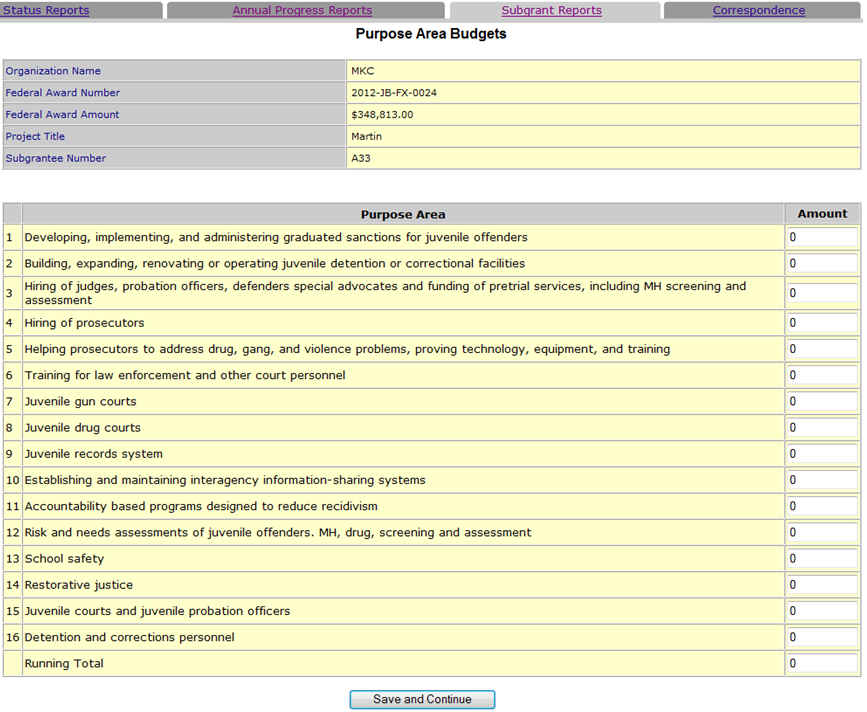 Status Reports Annual Progress Reports Subgrant Reports Correspondence
Purpose Area Budgets
Organization Name MKC
Federal Award Number 2012-JB-FX-0024
Federal Award Amount $348,813.00
Project Title Martin
Subgrantee Number A33
Purpose Area Amount
1 Developing, implementing, and administering graduated sanctions for juvenile offenders 0
2 Building, expanding, renovating or operating juvenile detention or correctional facilities 0
3 Hiring of judges, probation officers, defenders special advocates and funding of pretrial services, including MH screening and 0
assessment
4 Hiring of prosecutors 0
5 Helping prosecutors to address drug, gang, and violence problems, proving technology, equipment, and training 0
6 Training for law enforcement and other court personnel 0
7 Juvenile gun courts 0
8 Juvenile drug courts 0
9 Juvenile records system 0
10 Establishing and maintaining interagency information-sharing systems 0
11 Accountability based programs designed to reduce recidivism 0
12 Risk and needs assessments of juvenile offenders. MH, drug, screening and assessment 0
13 School safety 0
14 Restorative justice 0
15 Juvenile courts and juvenile probation officers 0
16 Detention and corrections personnel 0
Running Total 0
Save and Continue